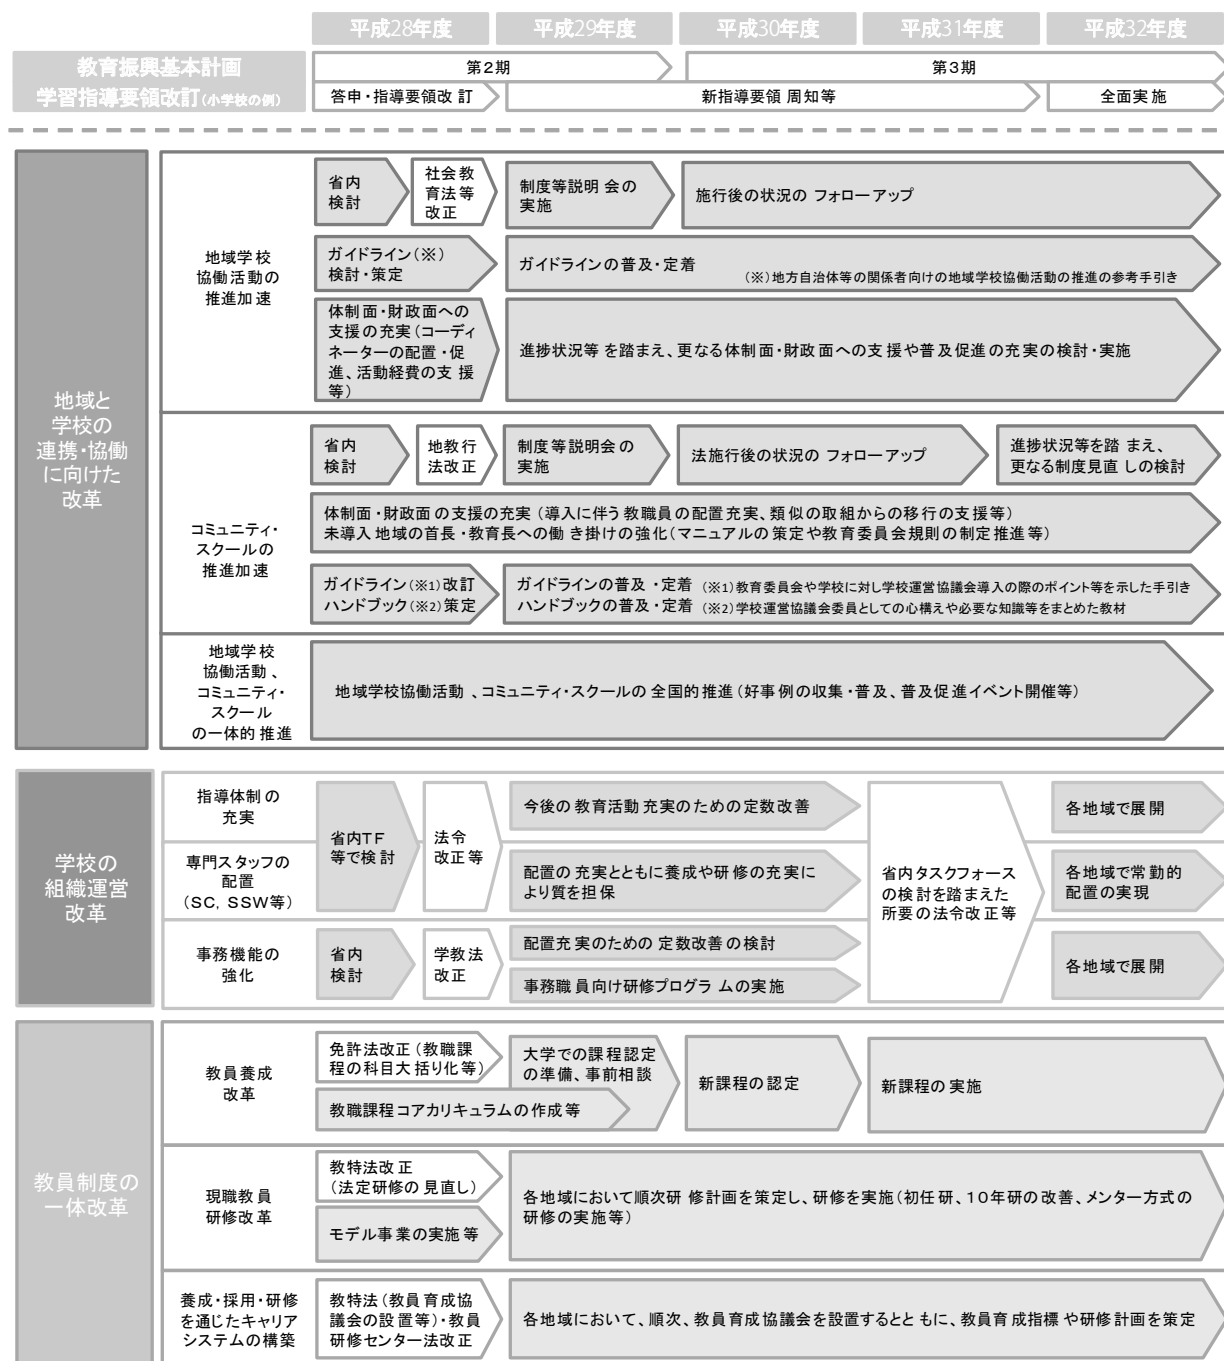 平成28年度 平成29年度 平成30年度 平成31年度 平成32年度
教育振興基本計画
第２期
第３期
学習指導要領改訂(小学校の例)
答申・指導要領改訂
新指導要領 周知等
全面実施
地域と
学校の
連携・協働
に向けた
改革
地域学校
協働活動の
推進加速
省内
検討
社会教
育法等
改正
制度等説明会の
実施
施行後の状況の フォローアップ
ガイドライン(※)
検討・策定
ガイドラインの普及・定着
(※)地方自治体等の関係者向けの地域学校協働活動の推進の参考手引き
体制面・財政面への
支援の充実(コーディ
ネーターの配置・促
進、活動経費の支援
等)
進捗状況等を踏まえ、更なる体制面・財政面への支援や普及促進の充実の検討・実施
コミュニティ・
スクールの
推進加速
省内
検討
地教行
法改正
制度等説明会の
実施
法施行後の状況の フォローアップ
進捗状況等を踏まえ、
更なる制度見直しの検討
体制面・財政面の支援の充実(導入に伴う教職員の配置充実、類似の取組からの移行の支援等)
未導入地域の首長・教育長への働き掛けの強化(マニュアルの策定や教育委員会規則の制定推進等)
ガイドライン(※1)改訂
ハンドブック(※2)策定
ガイドラインの普及・定着 (※1)教育委員会や学校に対し学校運営協議会導入の際のポイント等を示した手引き
ハンドブックの普及・定着 (※2)学校運営協議会委員としての心構えや必要な知識等をまとめた教材
地域学校
協働活動、
コミュニティ・
スクール
の一体的推進
地域学校協働活動、コミュニティ・スクールの全国的推進(好事例の収集・普及、普及促進イベント開催等)
学校の
組織運営
改革
指導体制の
充実
省内ＴＦ
等で検討
法令
改正等
今後の教育活動充実のための定数改善
省内タスクフォース
の検討を踏まえた
所要の法令改正等
各地域で展開
専門スタッフの
配置
(ＳＣ, ＳＳＷ等)
配置の充実とともに養成や研修の充実に
より質を担保
各地域で常勤的
配置の実現
事務機能の
強化
省内
検討
学教法
改正
配置充実のための定数改善の検討
事務職員向け研修プログラムの実施
各地域で展開
教員制度の
一体改革
教員養成
改革
免許法改正(教職課
程の科目大括り化等)
教職課程コアカリキュラムの作成等
大学での課程認定
の準備、事前相談
新課程の認定
新課程の実施
現職教員
研修改革
教特法改正
(法定研修の見直し)
モデル事業の実施等
各地域において順次研修計画を策定し、研修を実施(初任研、１０年研の改善、メンター方式の
研修の実施等)
養成・採用・研修
を通じたキャリア
システムの構築
教特法(教員育成協
議会の設置等)・教員
研修センター法改正
各地域において、順次、教員育成協議会を設置するとともに、教員育成指標や研修計画を策定